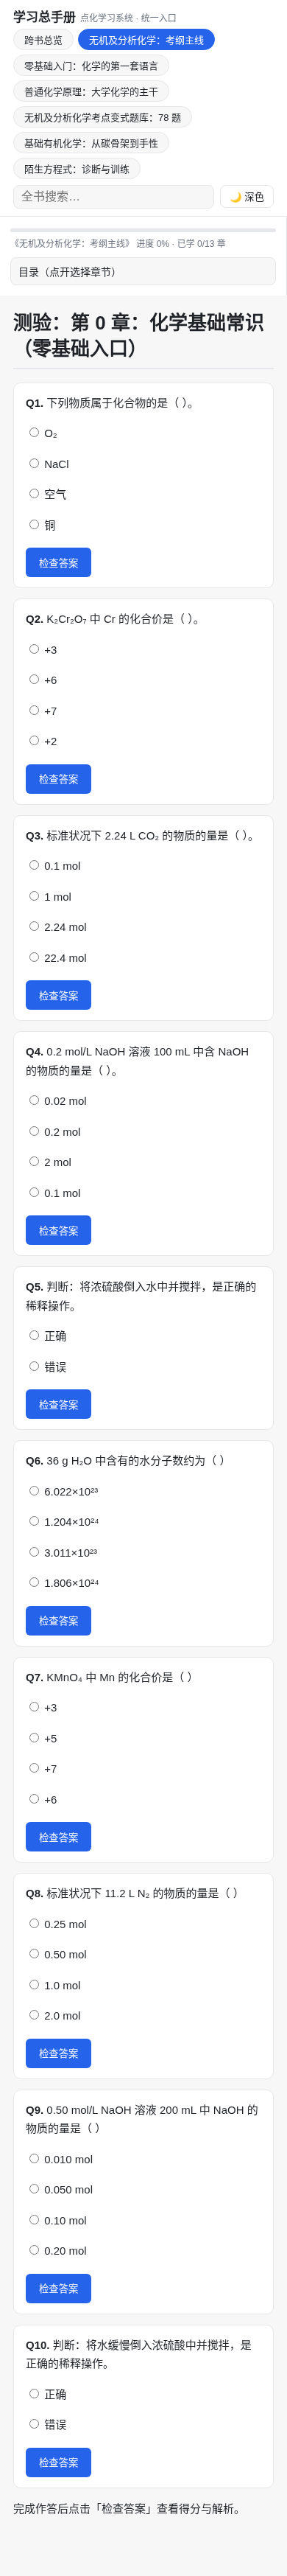 学习总手册 点化学习系统 · 统一入口
跨书总览
无机及分析化学：考纲主线
零基础入门：化学的第一套语言
普通化学原理：大学化学的主干
无机及分析化学考点变式题库：78 题
基础有机化学：从碳骨架到手性
陌生方程式：诊断与训练
全书搜索…
🌙 深色
《无机及分析化学：考纲主线》 进度 0% · 已学 0/13 章
目录（点开选择章节）
测验：第 0 章：化学基础常识
（零基础入口）
Q1. 下列物质属于化合物的是（ ）。
O₂
NaCl
空气
铜
检查答案
Q2. K₂Cr₂O₇ 中 Cr 的化合价是（ ）。
+3
+6
+7
+2
检查答案
Q3. 标准状况下 2.24 L CO₂ 的物质的量是（ ）。
0.1 mol
1 mol
2.24 mol
22.4 mol
检查答案
Q4. 0.2 mol/L NaOH 溶液 100 mL 中含 NaOH
的物质的量是（ ）。
0.02 mol
0.2 mol
2 mol
0.1 mol
检查答案
Q5. 判断：将浓硫酸倒入水中并搅拌，是正确的
稀释操作。
正确
错误
检查答案
Q6. 36 g H₂O 中含有的水分子数约为（ ）
6.022×10²³
1.204×10²⁴
3.011×10²³
1.806×10²⁴
检查答案
Q7. KMnO₄ 中 Mn 的化合价是（ ）
+3
+5
+7
+6
检查答案
Q8. 标准状况下 11.2 L N₂ 的物质的量是（ ）
0.25 mol
0.50 mol
1.0 mol
2.0 mol
检查答案
Q9. 0.50 mol/L NaOH 溶液 200 mL 中 NaOH 的
物质的量是（ ）
0.010 mol
0.050 mol
0.10 mol
0.20 mol
检查答案
Q10. 判断：将水缓慢倒入浓硫酸中并搅拌，是
正确的稀释操作。
正确
错误
检查答案
完成作答后点击「检查答案」查看得分与解析。